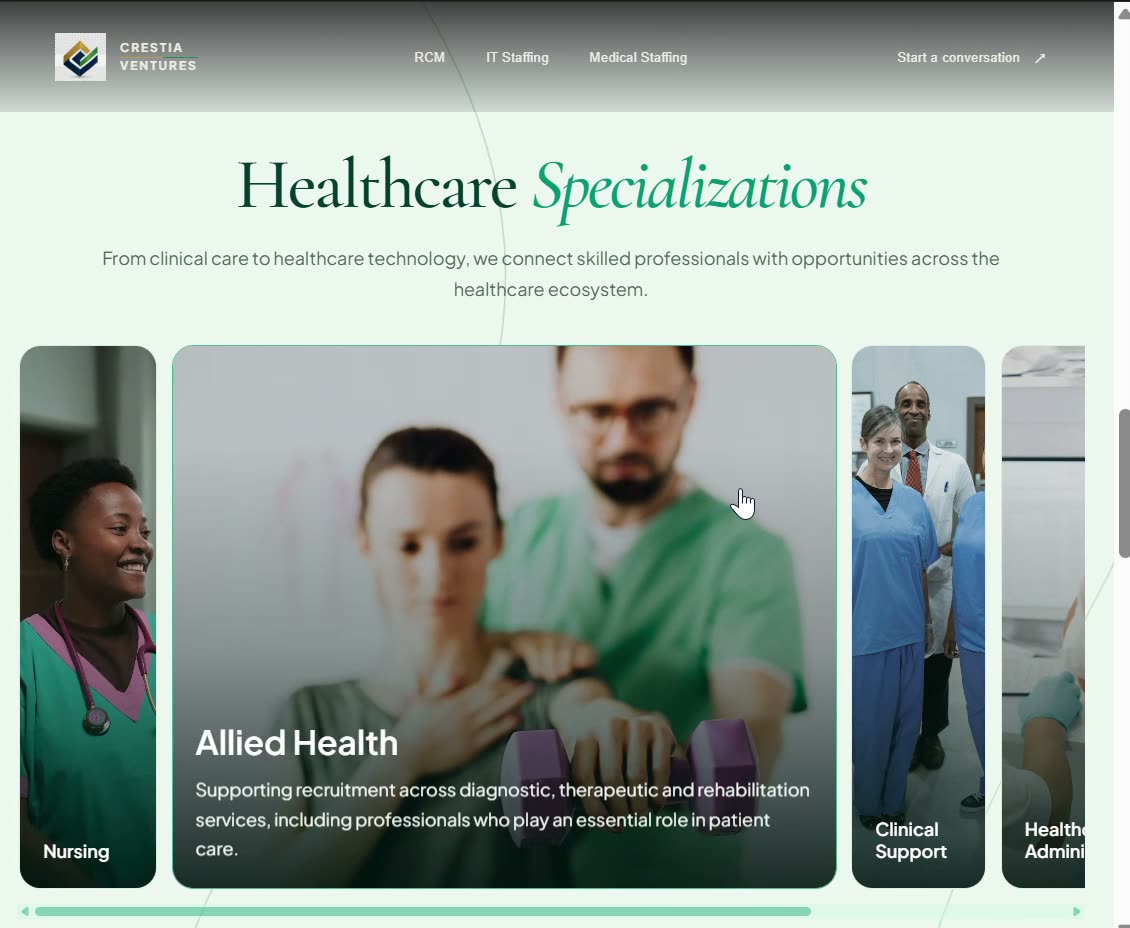 CRESTIA
VENTURES
RCM
IT Staffing
Medical Staffing
Start a conversation ↗
Healthcare Specializations
From clinical care to healthcare technology, we connect skilled professionals with opportunities across the
healthcare ecosystem.
Nursing
Allied Health
Supporting recruitment across diagnostic, therapeutic and rehabilitation
services, including professionals who play an essential role in patient
care.
Clinical
Support